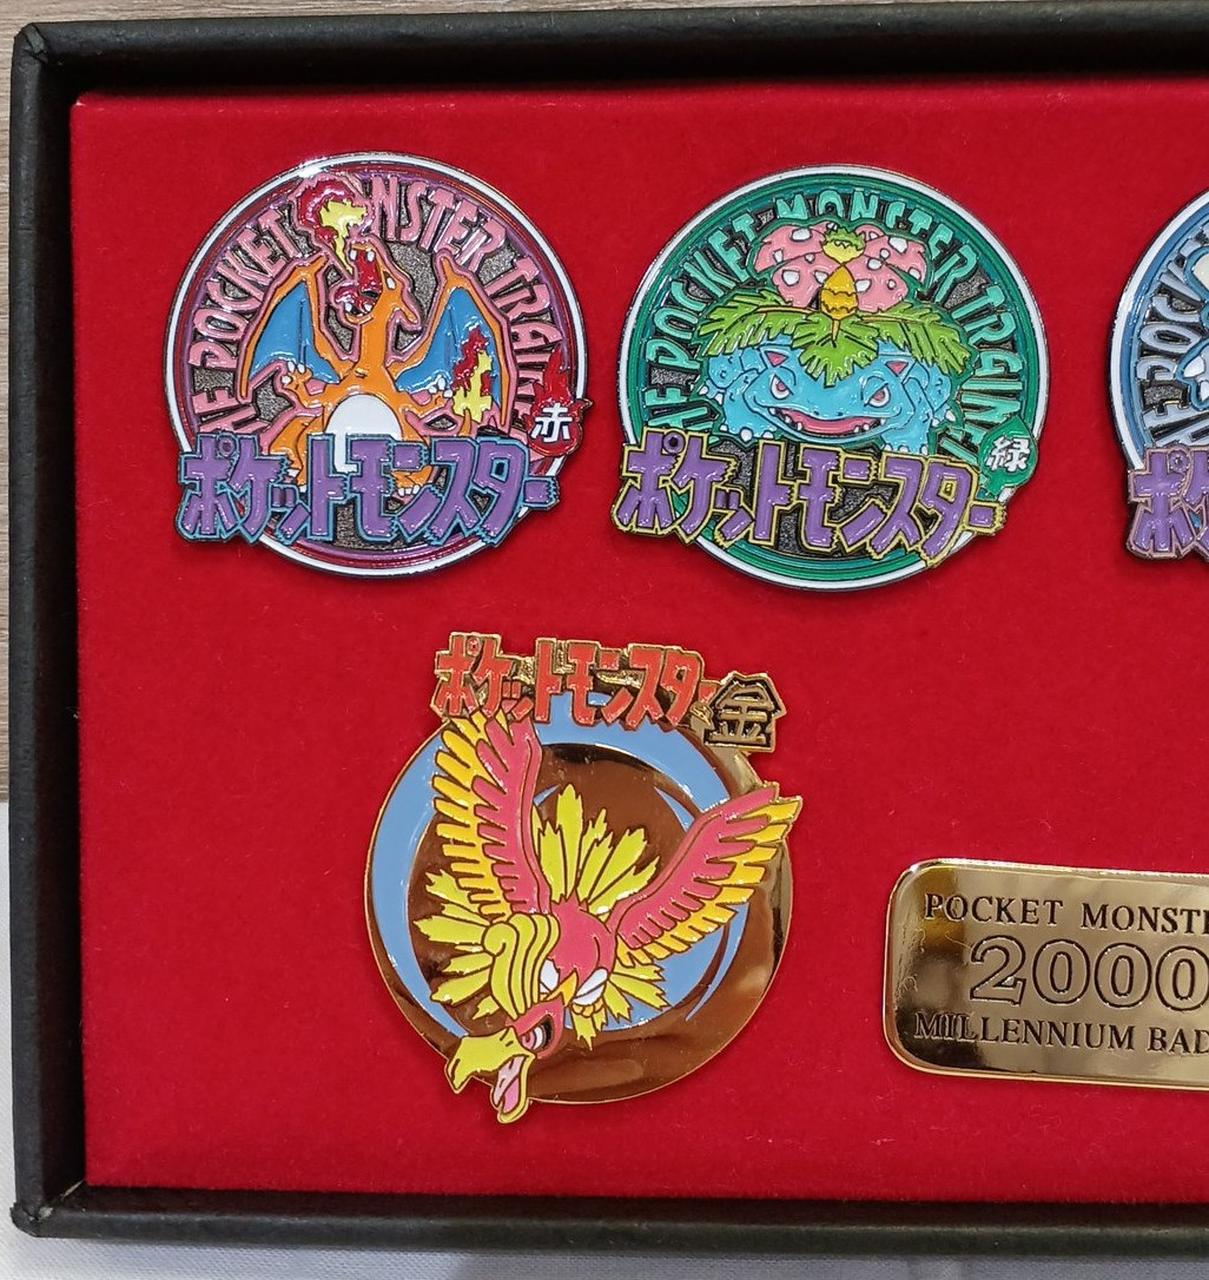 THE POCKET MONSTER TRAINER
赤
ポケットモンスター
POCKET MONSTER TRAINER
緑
ポケットモンスター
ポケ
ポケットモンスター
金
POCKET MONST
2000
MILLENNIUM BAD